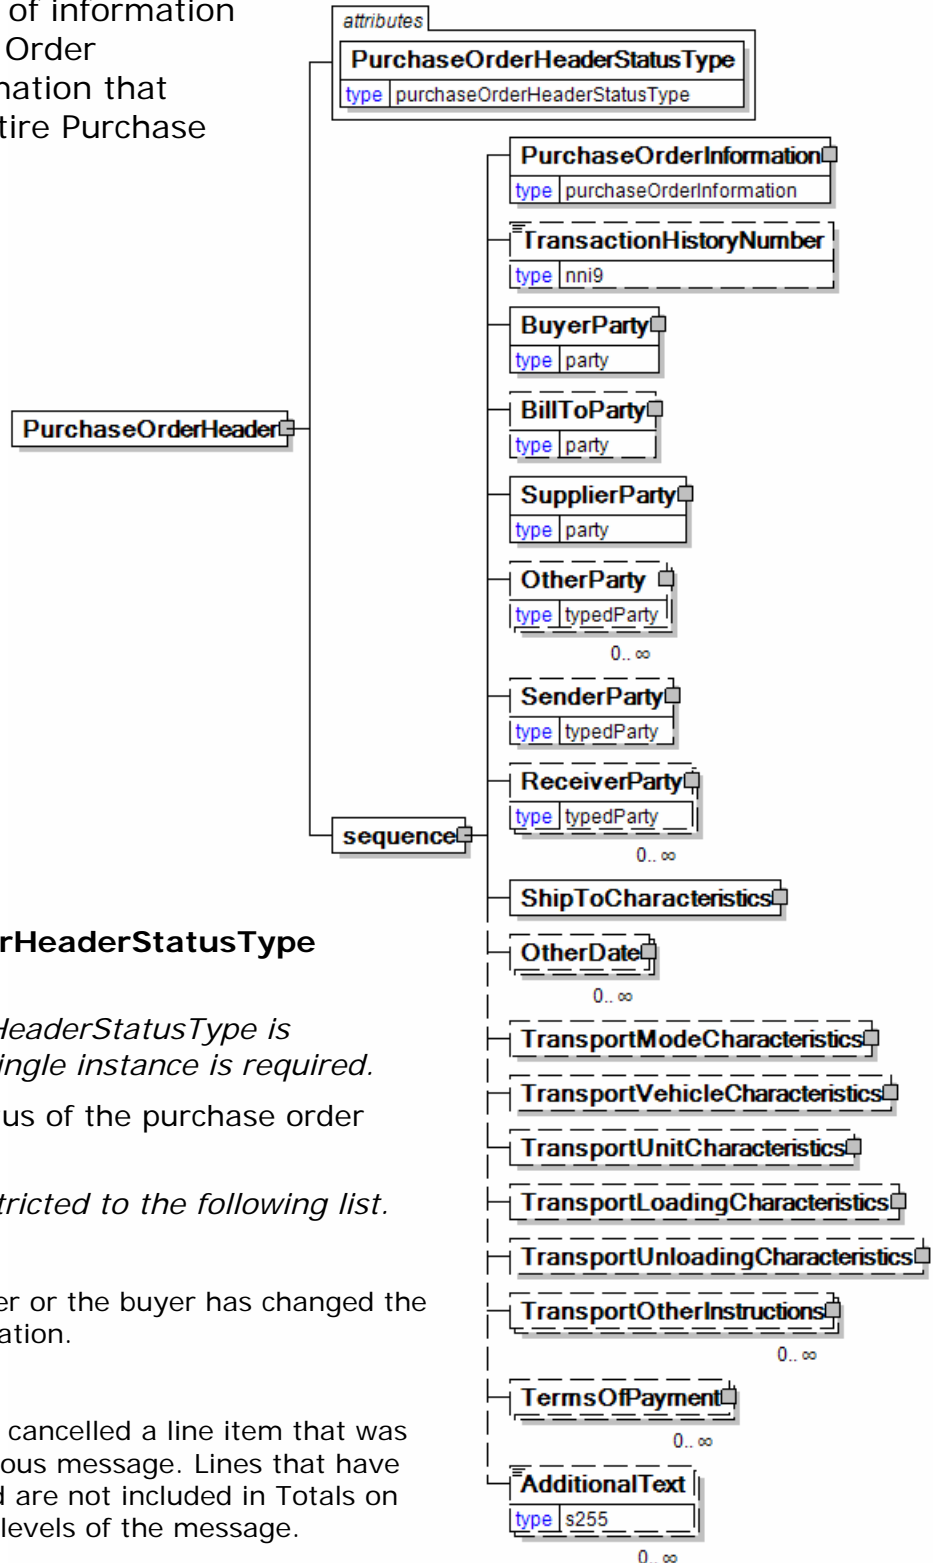 of information
Order
nation that
tire Purchase
attributes
PurchaseOrderHeaderStatusType
type purchaseOrderHeaderStatusType
PurchaseOrderInformation
type purchaseOrderInformation
TransactionHistoryNumber
type nni9
BuyerParty
type party
BillToParty
type party
PurchaseOrderHeader
SupplierParty
type party
OtherParty
type typedParty
0..∞
SenderParty
type typedParty
ReceiverParty
type typedParty
0..∞
sequence
ShipToCharacteristics
OtherDate
0..∞
TransportModeCharacteristics
TransportVehicleCharacteristics
TransportUnitCharacteristics
TransportLoadingCharacteristics
TransportUnloadingCharacteristics
TransportOtherInstructions
0..∞
TermsOfPayment
0..∞
AdditionalText
type s255
0..∞
rHeaderStatusType
HeaderStatusType is
ingle instance is required.
us of the purchase order
tricted to the following list.
er or the buyer has changed the
ation.
cancelled a line item that was
ous message. Lines that have
d are not included in Totals on
levels of the message.